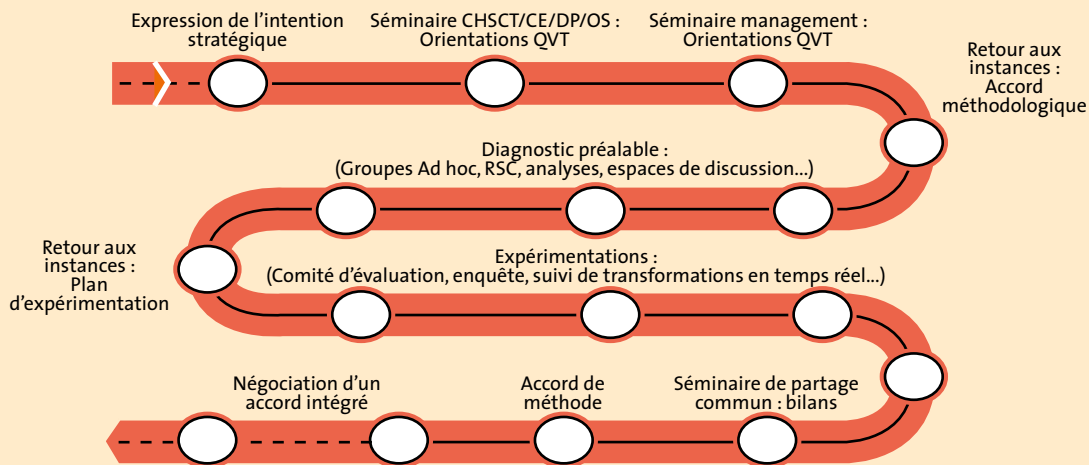 Expression de l’intention
stratégique
Séminaire CHSCT/CE/DP/OS :
Orientations QVT
Séminaire management :
Orientations QVT
Retour aux
instances :
Accord
méthodologique
Diagnostic préalable :
(Groupes Ad hoc, RSC, analyses, espaces de discussion...)
Retour aux
instances :
Plan
d’expérimentation
Expérimentations :
(Comité d’évaluation, enquête, suivi de transformations en temps réel...)
Négociation d’un
accord intégré
Accord de
méthode
Séminaire de partage
commun : bilans